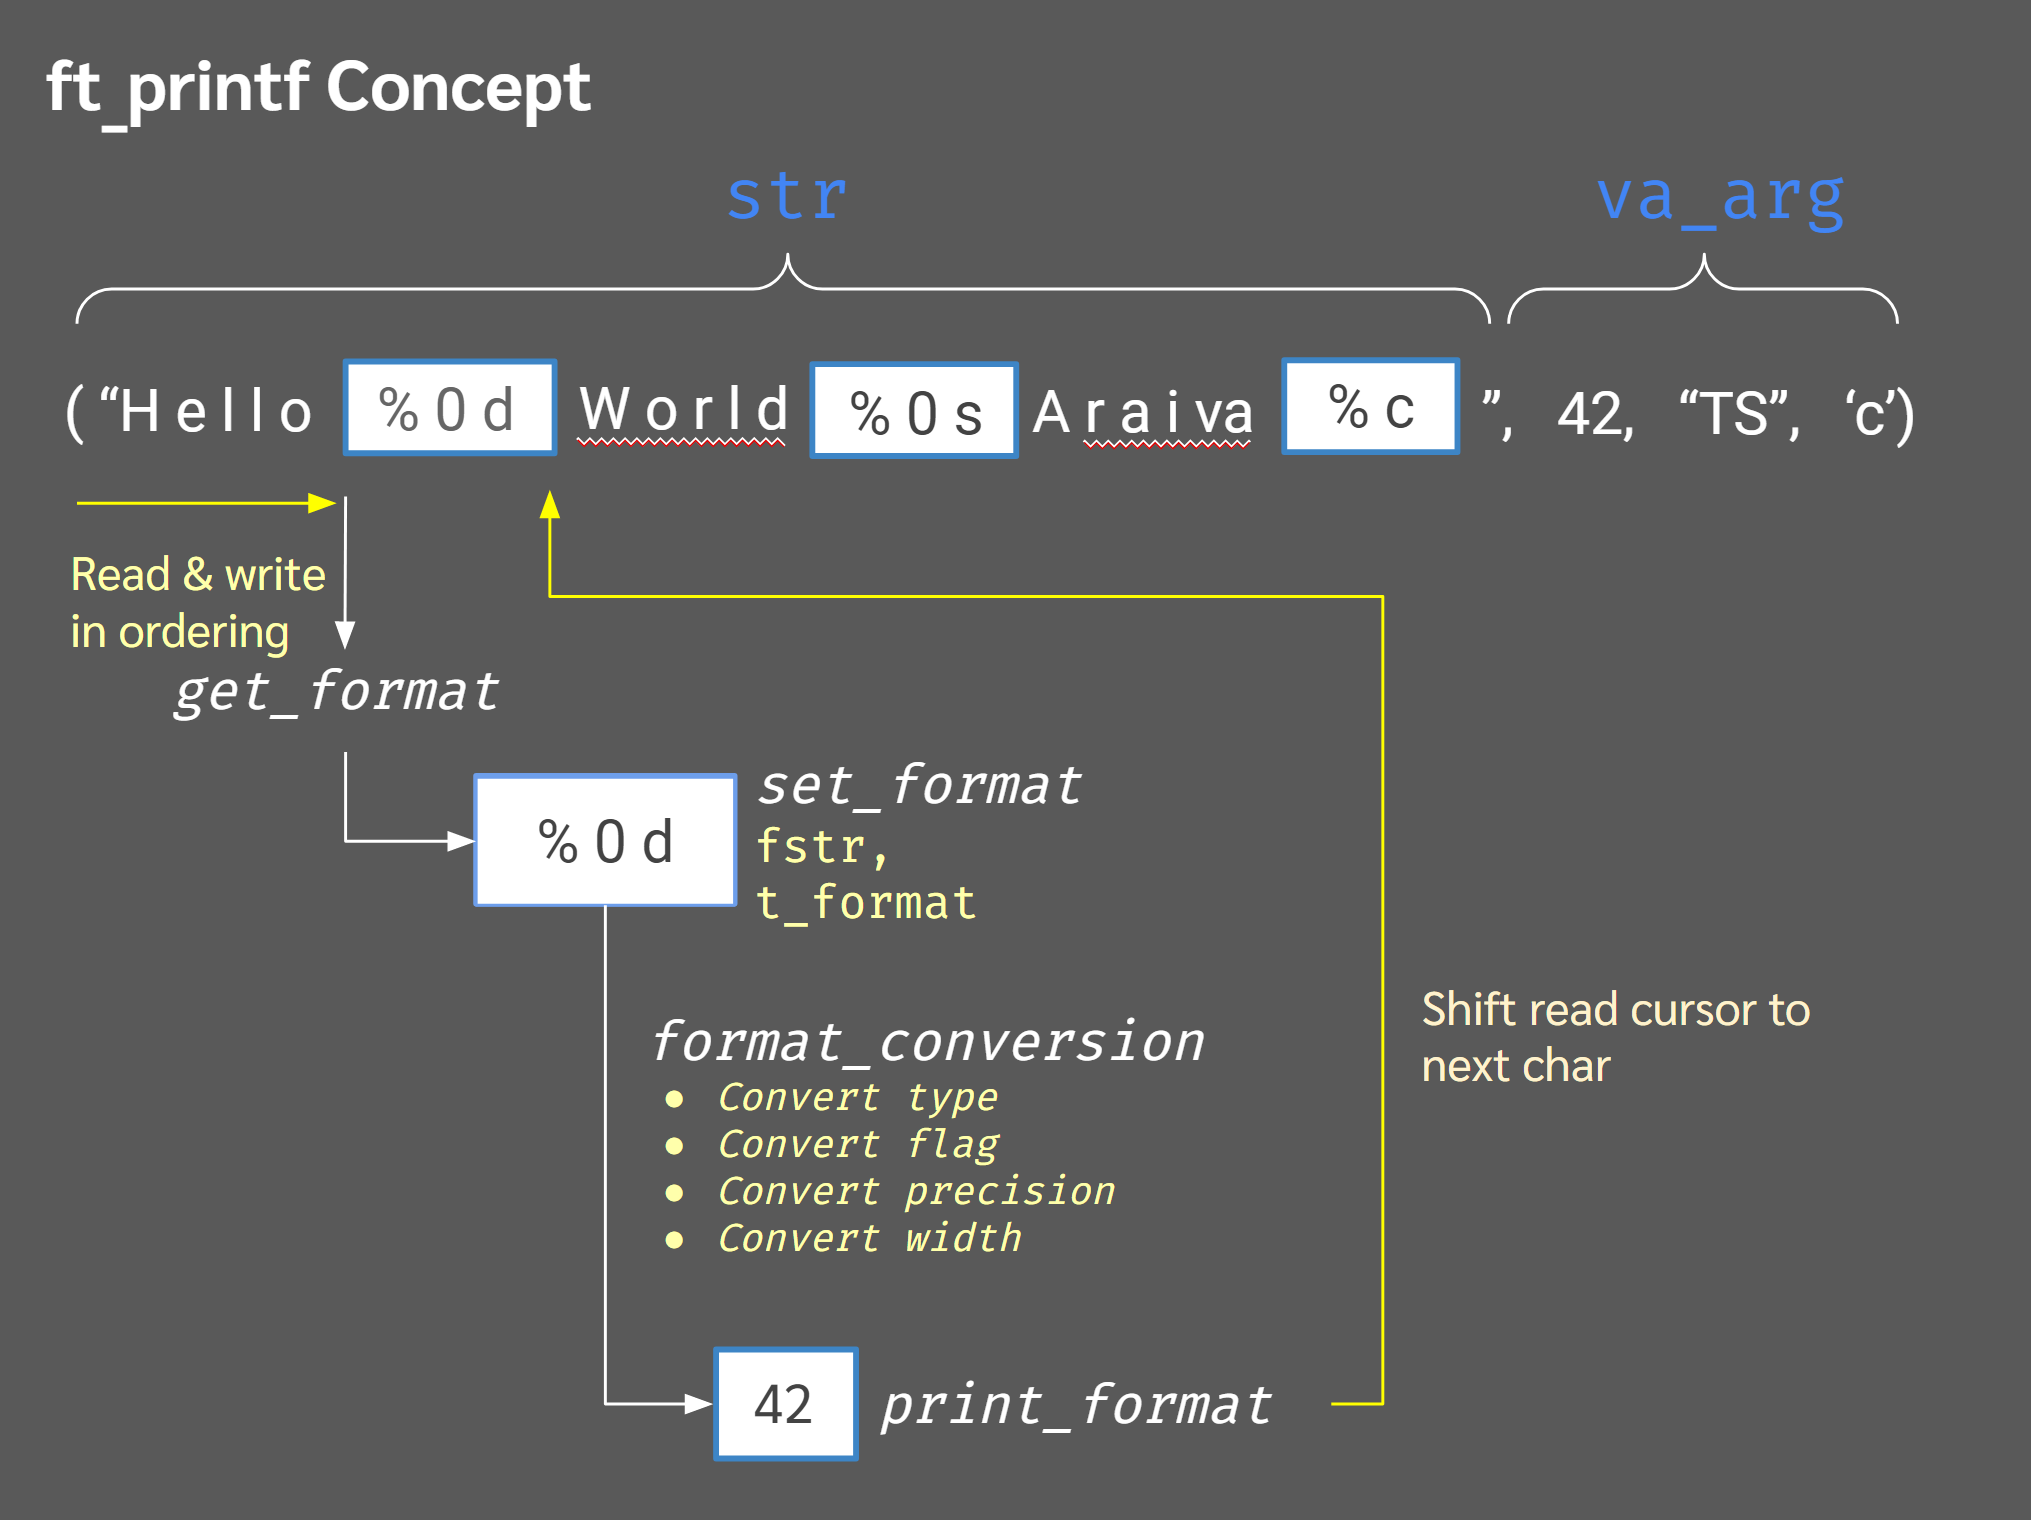 ft_printf Concept
str va_arg
(“Hello %0d World %0s Araiva %c ”, 42, “TS”, ‘c’)
Read & write
in ordering
get_format
%0d
set_format
fstr,
t_format
format_conversion
● Convert type
● Convert flag
● Convert precision
● Convert width
Shift read cursor to
next char
42 print_format